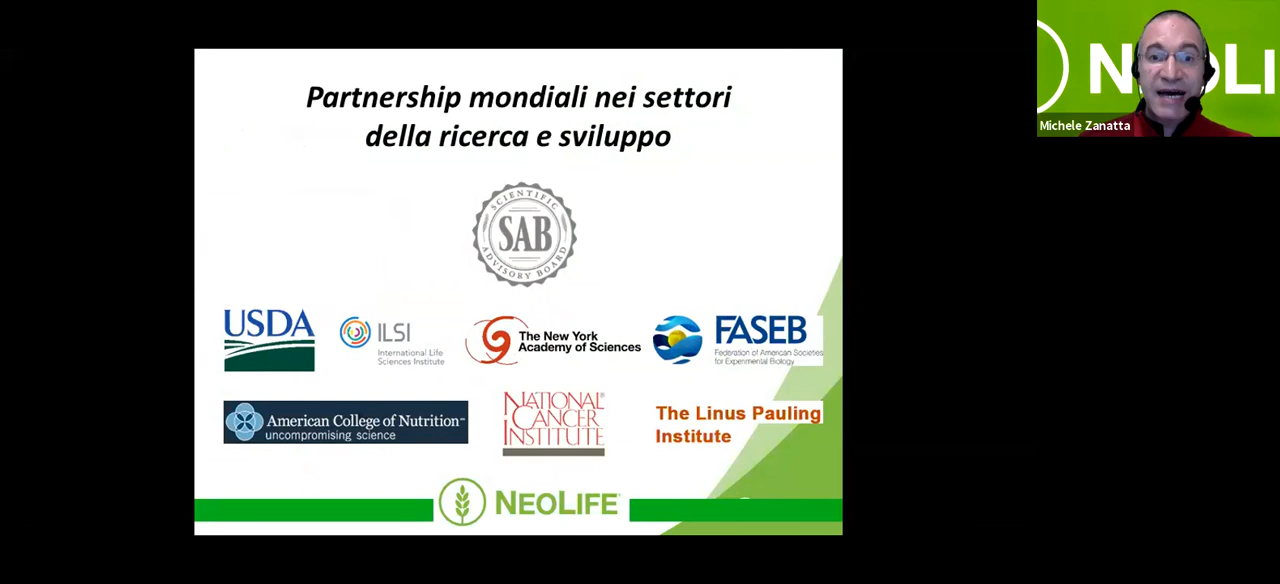 Partnership mondiali nei settori
della ricerca e sviluppo
SCIENTIFIC
SAB
ADVISORY BOARD
USDA
ILSI
International Life
Sciences Institute
The New York
Academy of Sciences
FASEB
Federation of American Societies
for Experimental Biology
American College of Nutrition™
uncompromising science
NATIONAL®
CANCER
INSTITUTE
The Linus Pauling
Institute
NEOLIFE®
NEOLI
Michele Zanatta